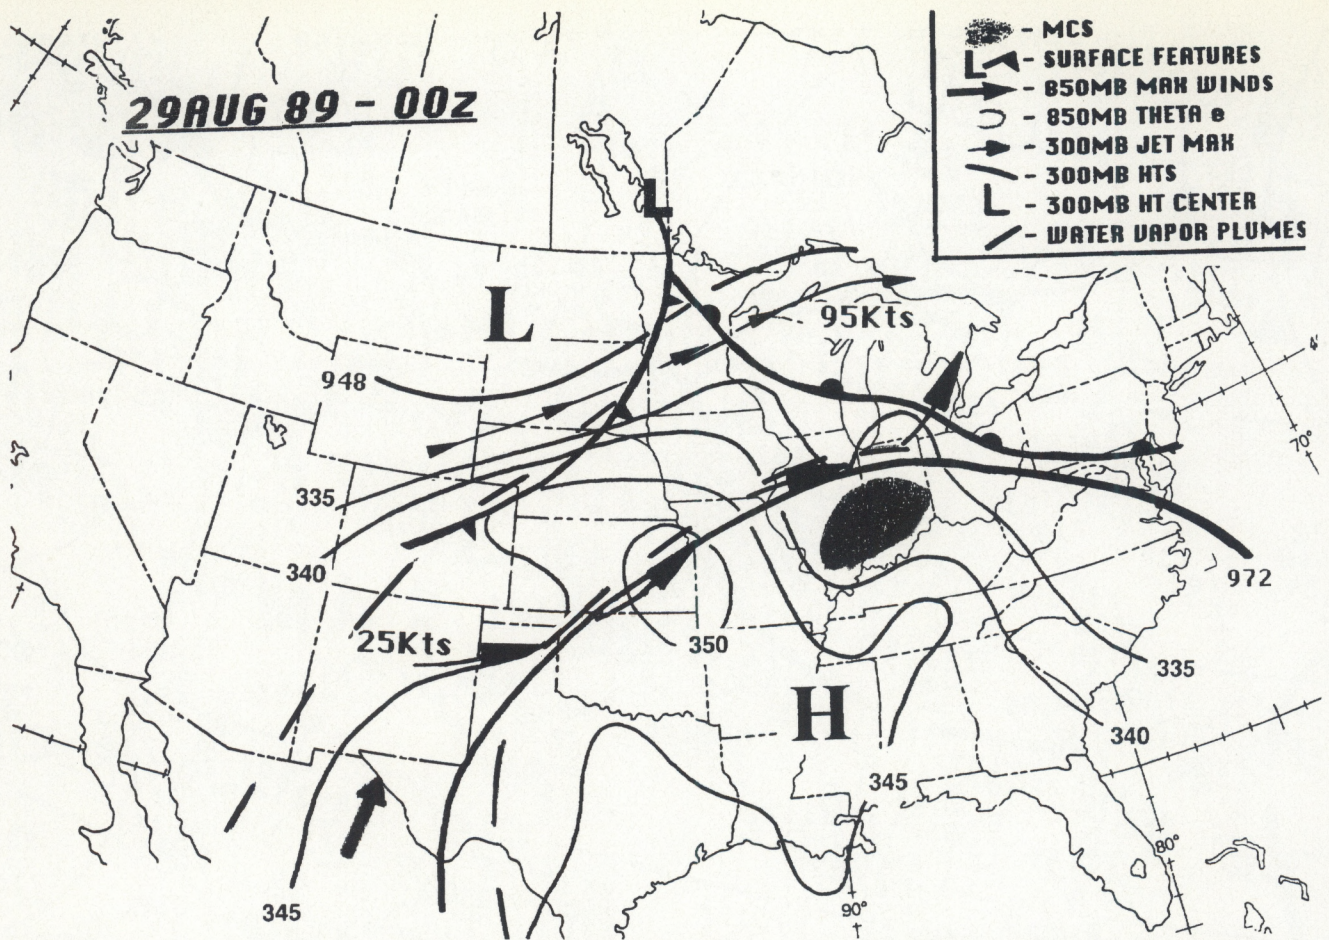 29AUG 89 - 00z
- MCS
L - SURFACE FEATURES
- 850MB MAX WINDS
- 850MB THETA e
- 300MB JET MAX
- 300MB HTS
L - 300MB HT CENTER
- WATER VAPOR PLUMES
L
L
95Kts
948
335
340
972
25Kts
350
335
H
340
345
345
70°
80°
90°